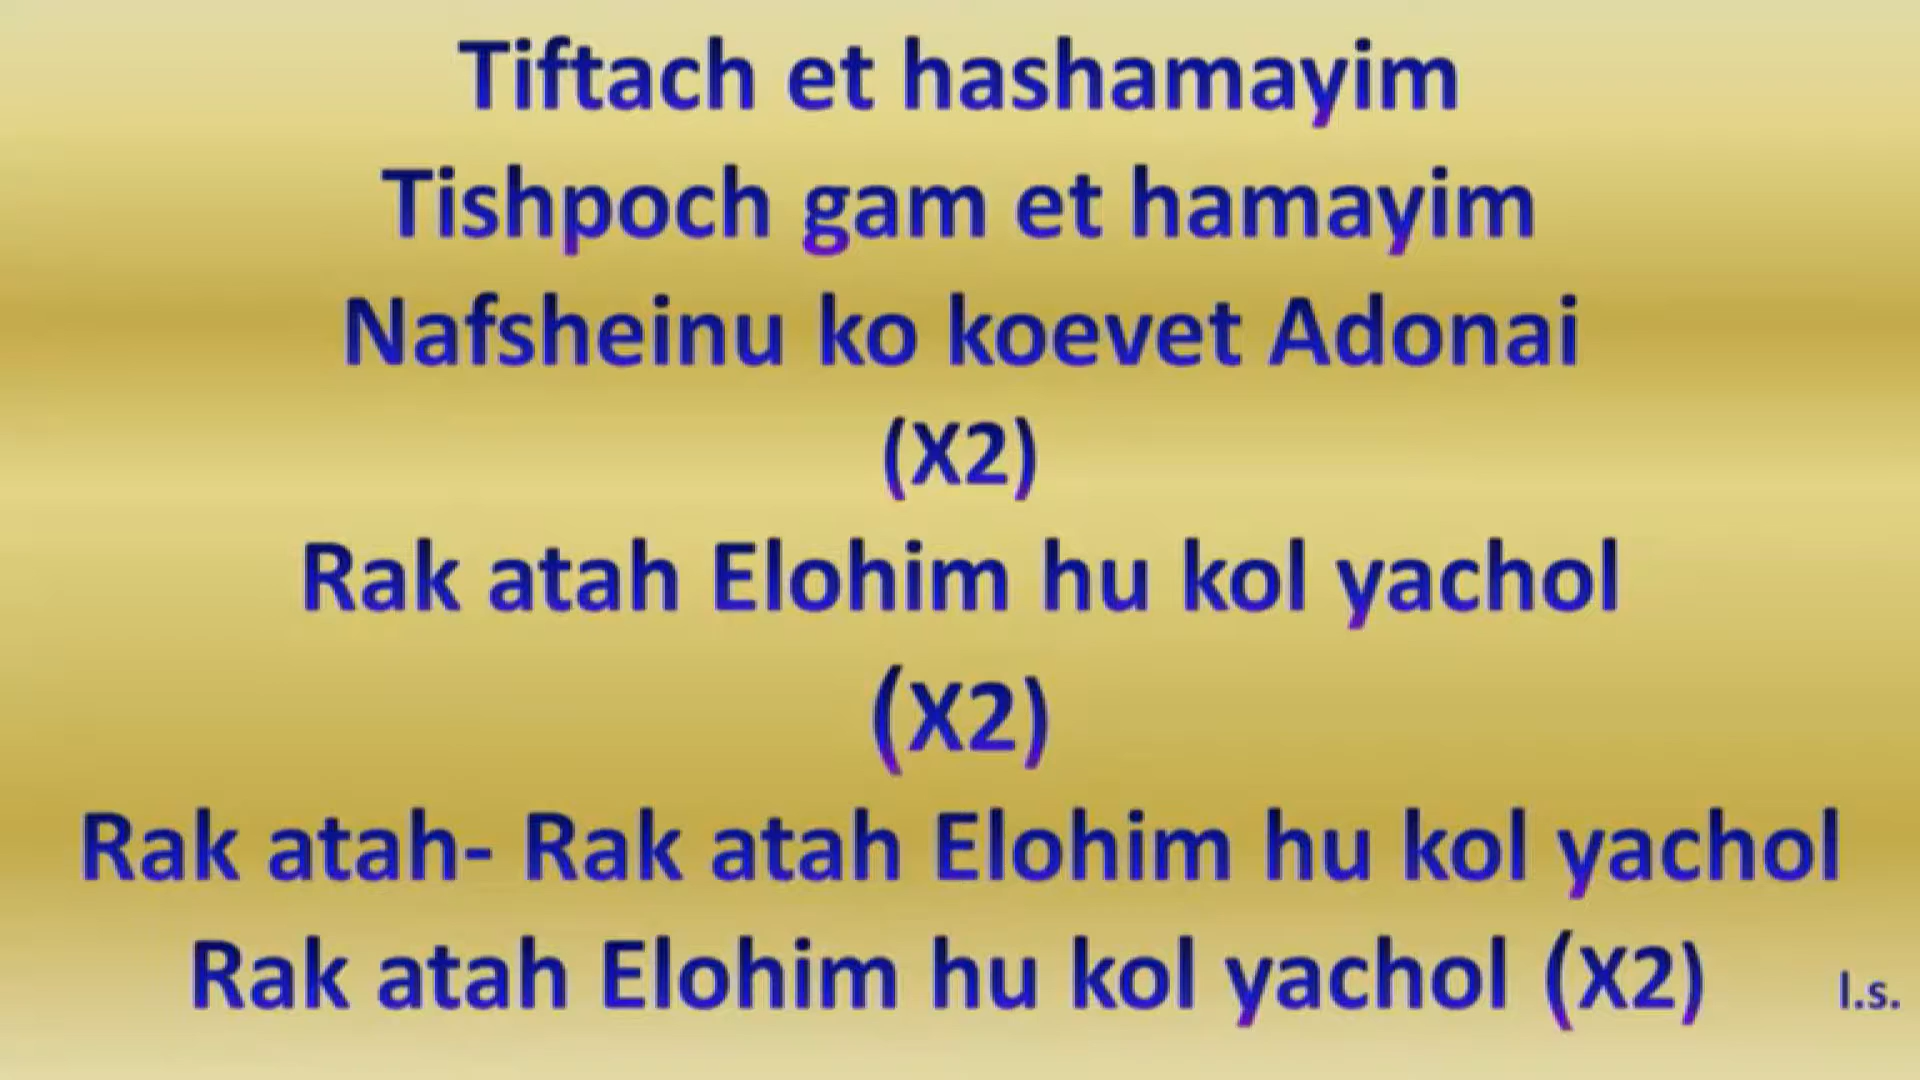 Tiftach et hashamayim
Tishpoch gam et hamayim
Nafsheinu ko koevet Adonai
(X2)
Rak atah Elohim hu kol yachol
(X2)
Rak atah- Rak atah Elohim hu kol yachol
Rak atah Elohim hu kol yachol (X2)
l.s.